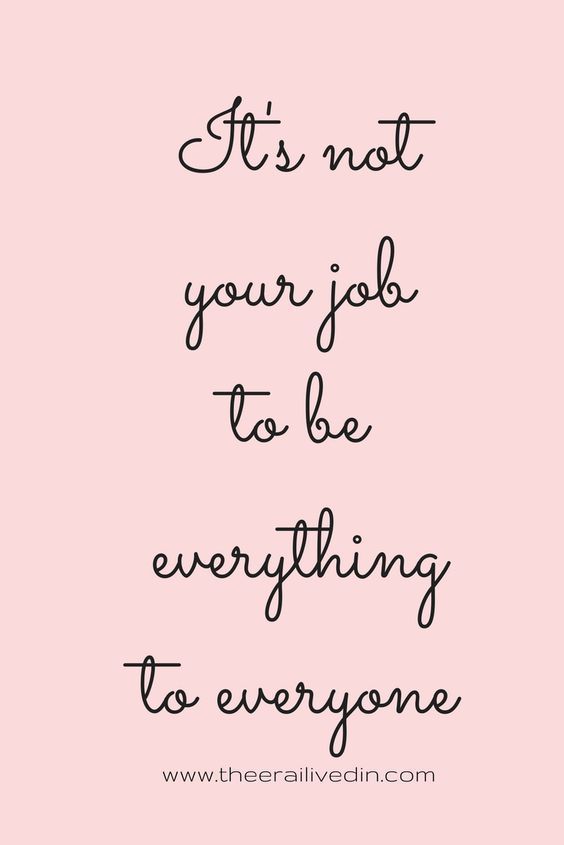 It's not
your job
to be
everything
to everyone
www.theerailivedin.com